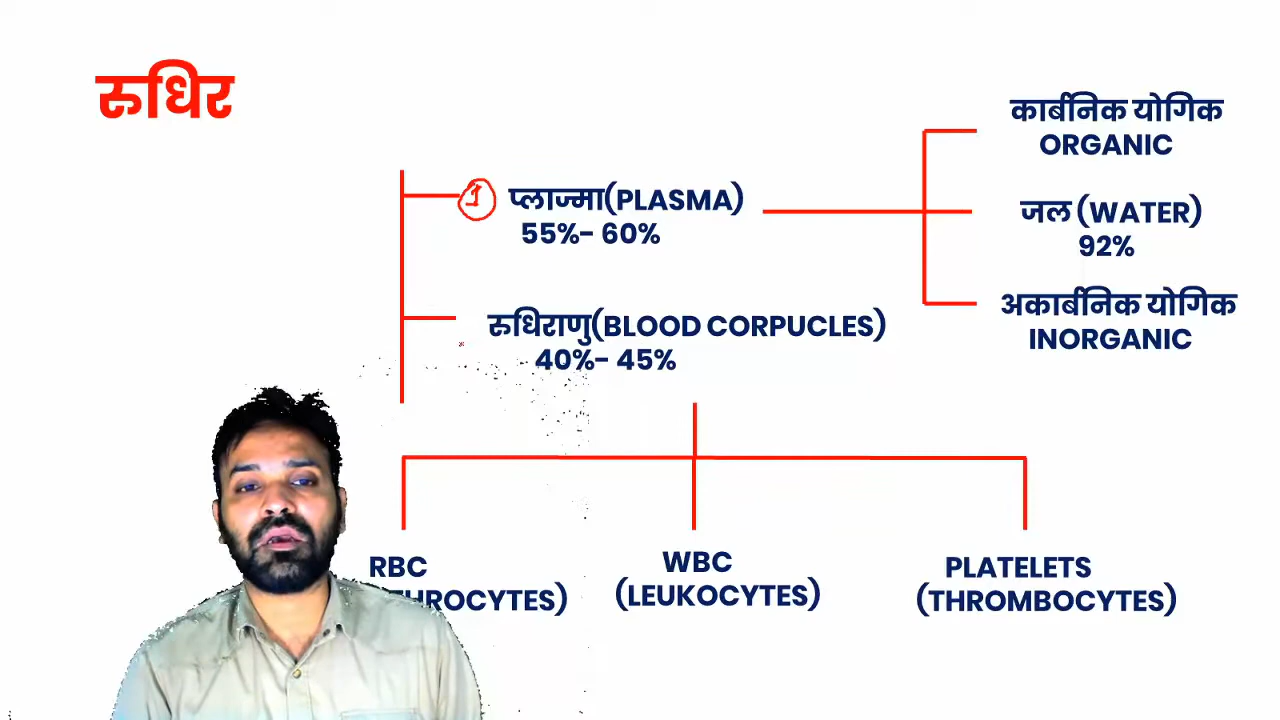 रुधिर
1
प्लाज्मा(PLASMA)
55%- 60%
कार्बनिक योगिक
ORGANIC
जल (WATER)
92%
अकार्बनिक योगिक
INORGANIC
रुधिराणु(BLOOD CORPUCLES)
40%- 45%
RBC
THROCYTES)
WBC
(LEUKOCYTES)
PLATELETS
(THROMBOCYTES)